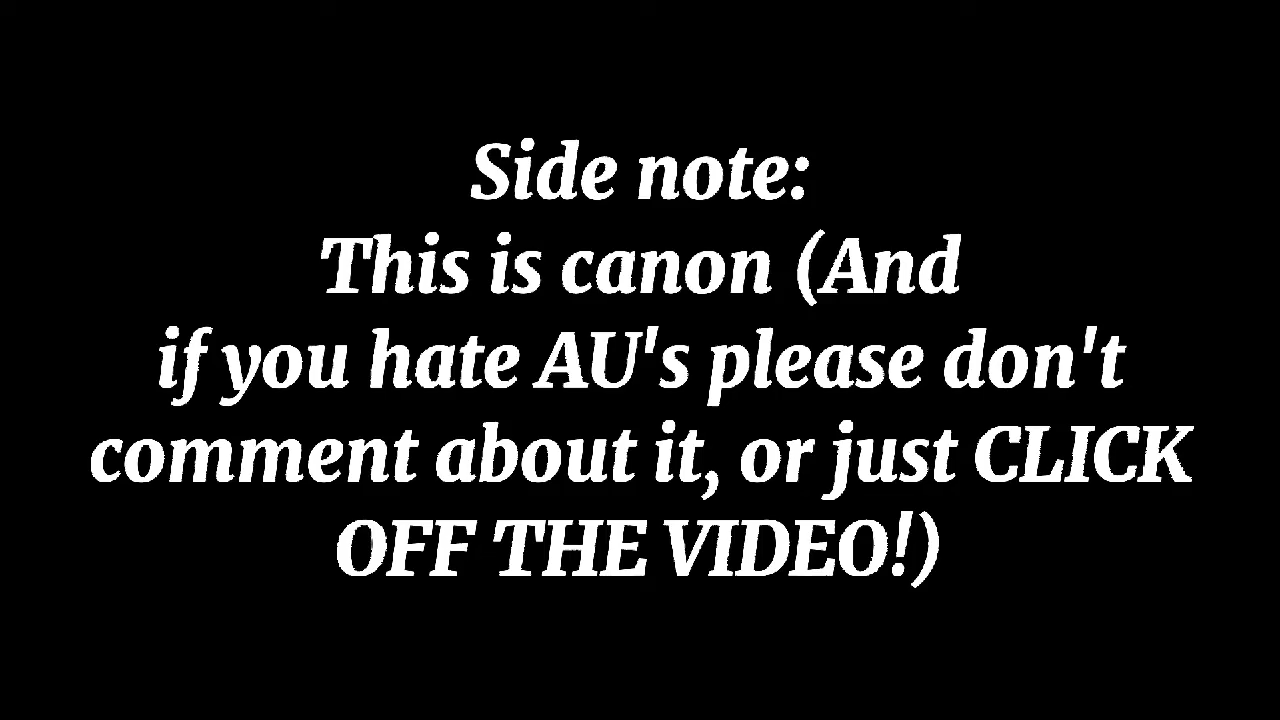 Side note:
This is canon (And
if you hate AU's please don't
comment about it, or just CLICK
OFF THE VIDEO!)